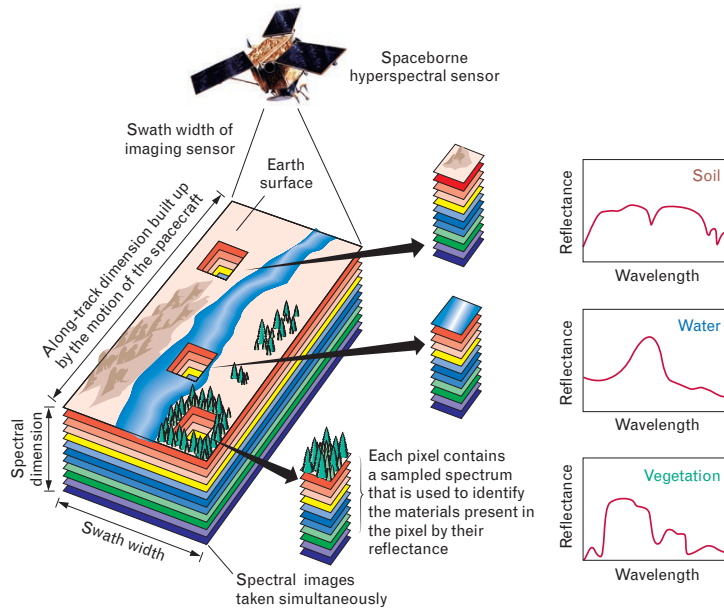 Spaceborne
hyperspectral sensor
Swath width of
imaging sensor
Earth
surface
Along-track dimension built up
by the motion of the spacecraft
Spectral
dimension
Swath width
Spectral images
taken simultaneously
Each pixel contains
a sampled spectrum
that is used to identify
the materials present in
the pixel by their
reflectance
Soil
Reflectance
Wavelength
Water
Reflectance
Wavelength
Vegetation
Reflectance
Wavelength